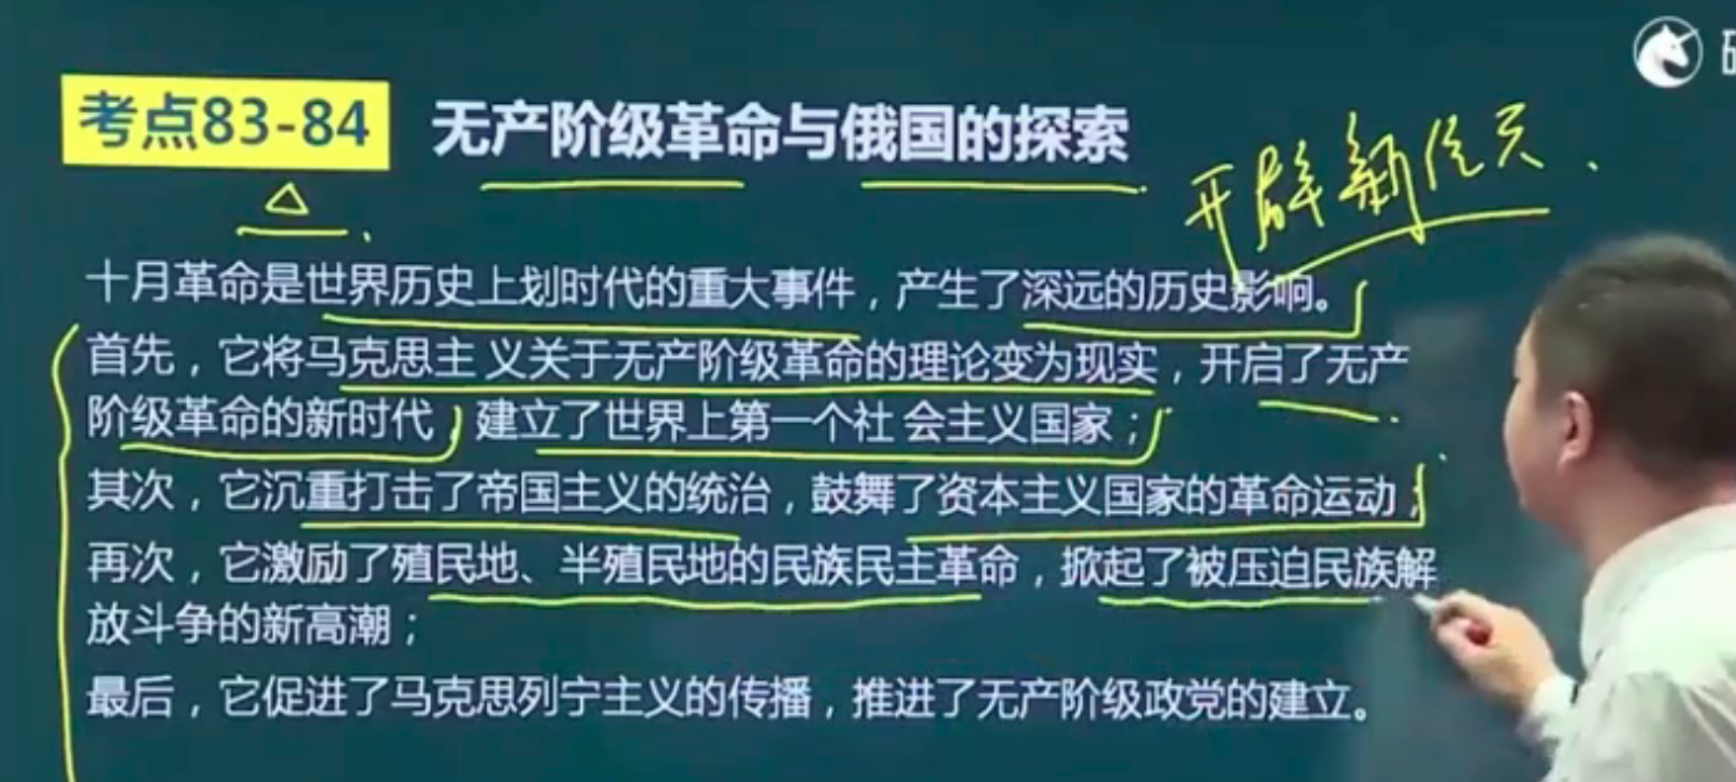 考点83-84 无产阶级革命与俄国的探索
开辟新
十月革命是世界历史上划时代的重大事件，产生了深远的历史影响。
首先，它将马克思主 义关于无产阶级革命的理论变为现实，开启了无产
阶级革命的新时代，建立了世界上第一个社 会主义国家；
其次，它沉重打击了帝国主义的统治，鼓舞了资本主义国家的革命运动；
再次，它激励了殖民地、半殖民地的民族民主革命，掀起了被压迫民族解
放斗争的新高潮；
最后，它促进了马克思列宁主义的传播，推进了无产阶级政党的建立。